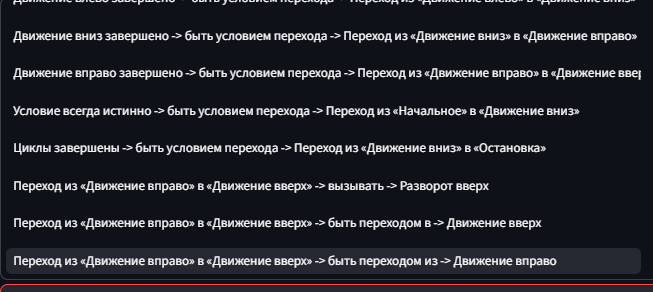 Движение влево завершено -> быть условием перехода -> Переход из «Движение влево» в «Движение вниз»
Движение вниз завершено -> быть условием перехода -> Переход из «Движение вниз» в «Движение вправо»
Движение вправо завершено -> быть условием перехода -> Переход из «Движение вправо» в «Движение ввер
Условие всегда истинно -> быть условием перехода -> Переход из «Начальное» в «Движение вниз»
Циклы завершены -> быть условием перехода -> Переход из «Движение вниз» в «Остановка»
Переход из «Движение вправо» в «Движение вверх» -> вызывать -> Разворот вверх
Переход из «Движение вправо» в «Движение вверх» -> быть переходом в -> Движение вверх
Переход из «Движение вправо» в «Движение вверх» -> быть переходом из -> Движение вправо